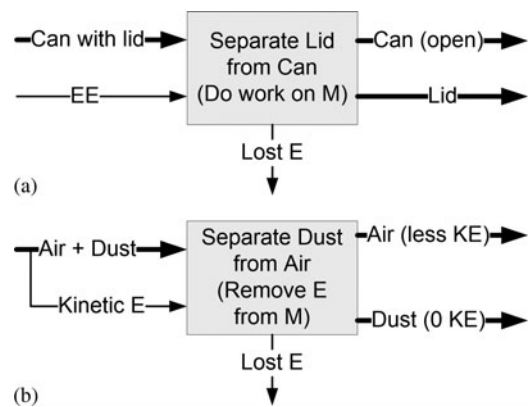 Can with lid
EE
Separate Lid
from Can
(Do work on M)
Can (open)
Lid
Lost E
(a)
Air + Dust
Kinetic E
Separate Dust
from Air
(Remove E
from M)
Air (less KE)
Dust (0 KE)
Lost E
(b)